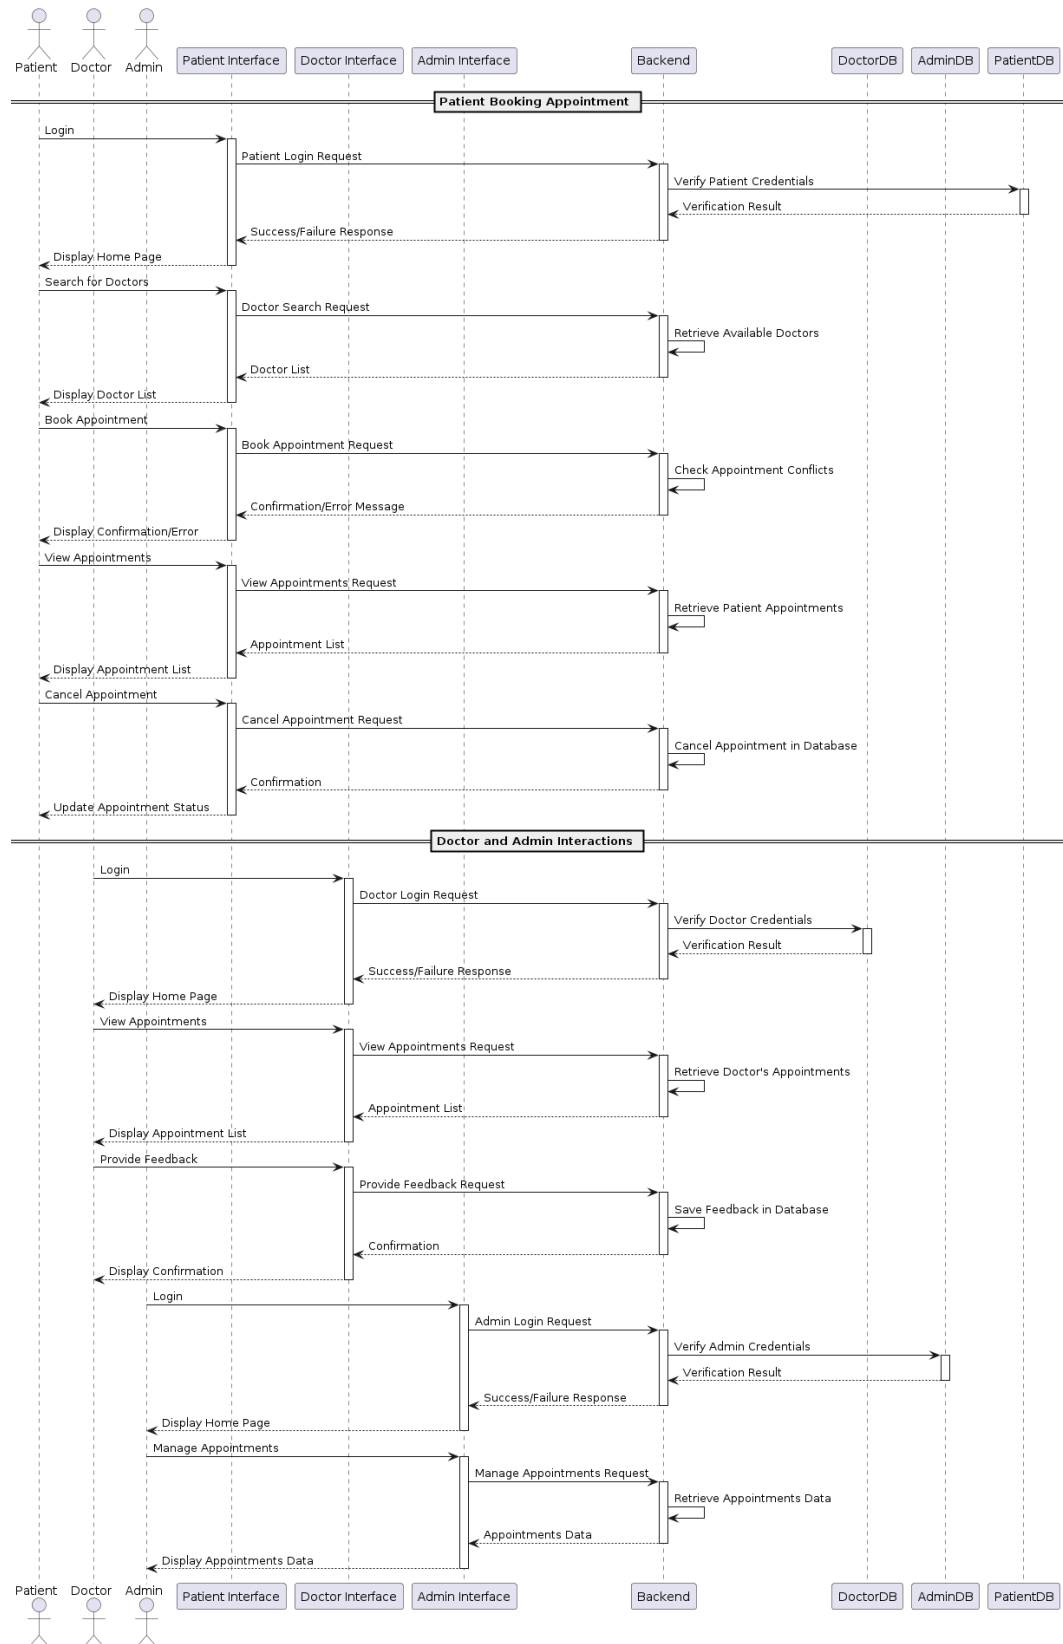 Patient Doctor Admin Patient Interface Doctor Interface Admin Interface Backend DoctorDB AdminDB PatientDB
Patient Booking Appointment
Login
Patient Login Request
Verify Patient Credentials
Verification Result
Success/Failure Response
Display Home Page
Search for Doctors
Doctor Search Request
Retrieve Available Doctors
Doctor List
Display Doctor List
Book Appointment
Book Appointment Request
Check Appointment Conflicts
Confirmation/Error Message
Display Confirmation/Error
View Appointments
View Appointments Request
Retrieve Patient Appointments
Appointment List
Display Appointment List
Cancel Appointment
Cancel Appointment Request
Cancel Appointment in Database
Confirmation
Update Appointment Status
Doctor and Admin Interactions
Login
Doctor Login Request
Verify Doctor Credentials
Verification Result
Success/Failure Response
Display Home Page
View Appointments
View Appointments Request
Retrieve Doctor's Appointments
Appointment List
Display Appointment List
Provide Feedback
Provide Feedback Request
Save Feedback in Database
Confirmation
Display Confirmation
Login
Admin Login Request
Verify Admin Credentials
Verification Result
Success/Failure Response
Display Home Page
Manage Appointments
Manage Appointments Request
Retrieve Appointments Data
Appointments Data
Display Appointments Data
Patient Doctor Admin Patient Interface Doctor Interface Admin Interface Backend DoctorDB AdminDB PatientDB